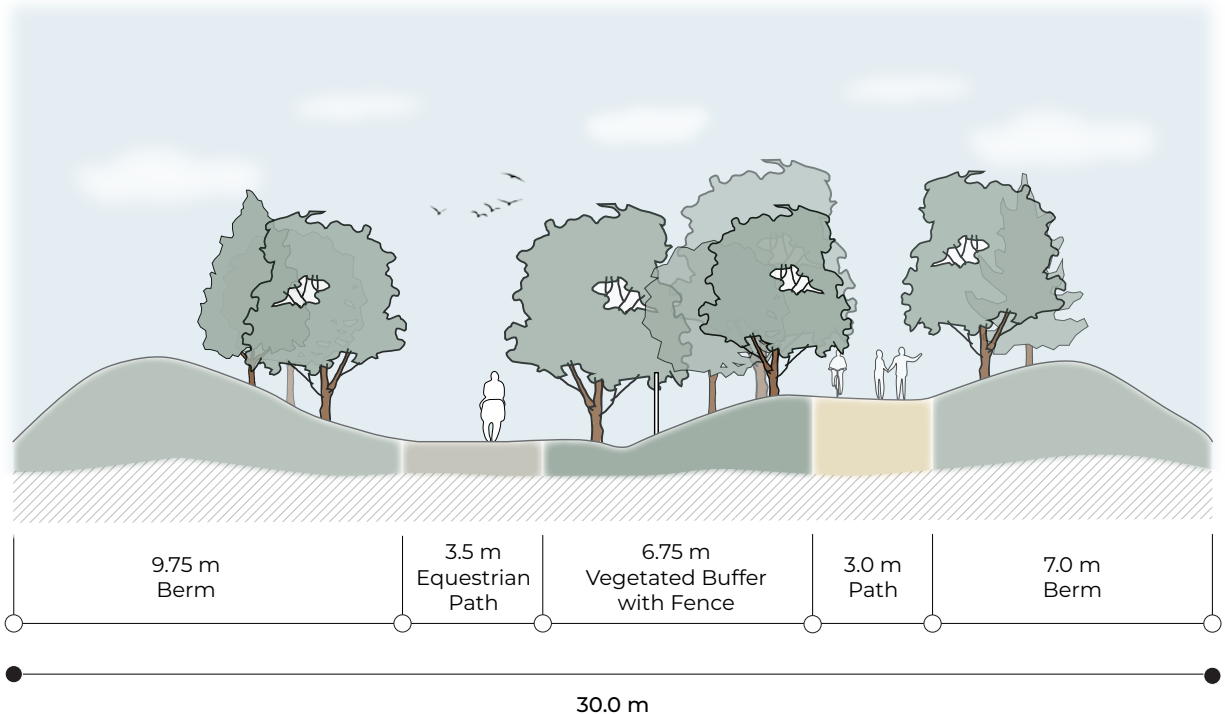 9.75 m
Berm
3.5 m
Equestrian
Path
6.75 m
Vegetated Buffer
with Fence
3.0 m
Path
7.0 m
Berm
30.0 m